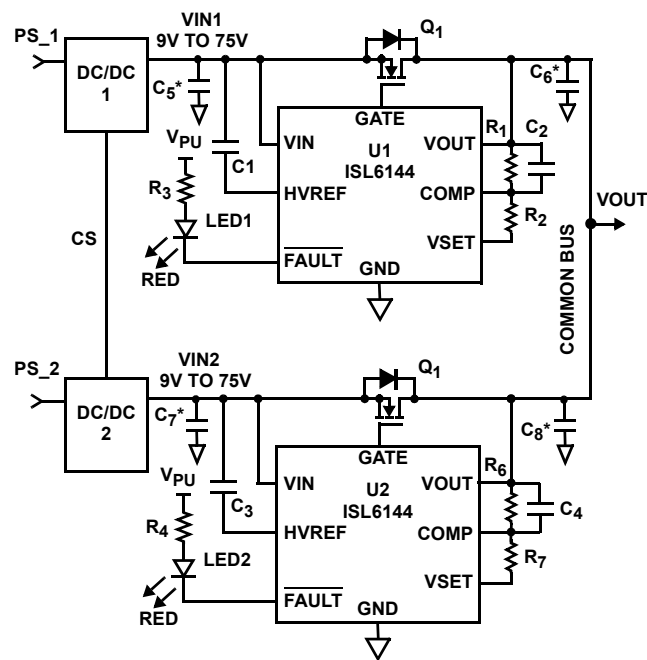 PS_1
DC/DC
1
VIN1
9V TO 75V
Q1
C5*
C6*
GATE
VPU
C1
VIN
U1
ISL6144
VOUT
R1
C2
HVREF
COMP
R3
LED1
R2
VOUT
CS
VSET
RED
FAULT
GND
COMMON BUS
PS_2
DC/DC
2
VIN2
9V TO 75V
Q1
C7*
C8*
GATE
VPU
C3
VIN
U2
ISL6144
VOUT
R6
C4
HVREF
COMP
R4
LED2
R7
VSET
RED
FAULT
GND